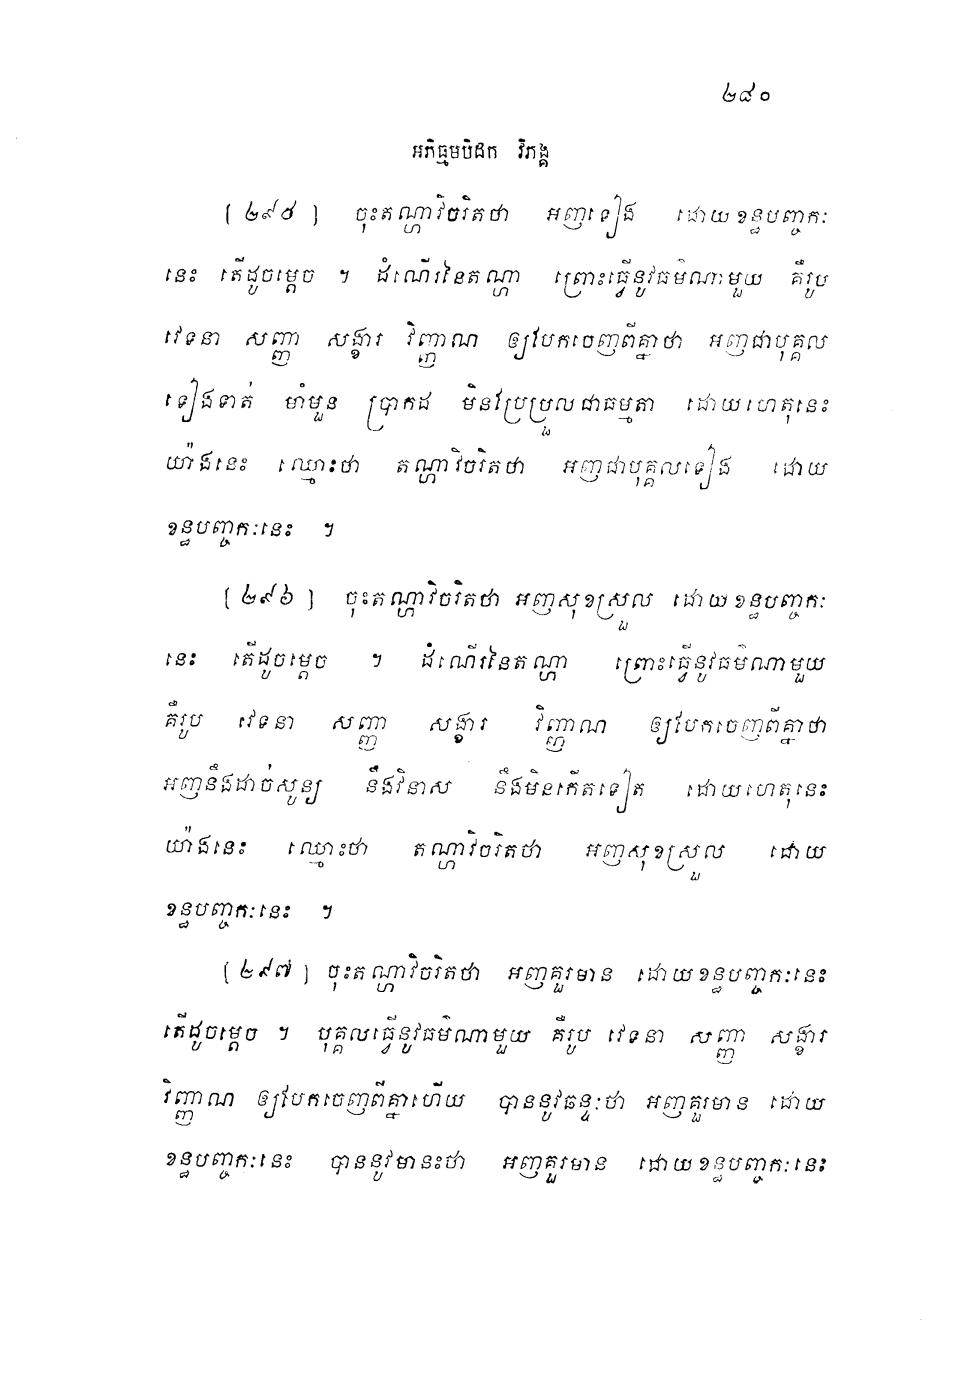 ២៨០
អភិធម្មបិដក វិភង្គ
[២៩៥] ចុះតណ្ហាវិចរិតថា អញទៀង ដោយខន្ធបញ្ចកៈ
នេះ តើដូចម្ដេច ។ ដំណើរនៃតណ្ហា ព្រោះធ្វើនូវធម៌ណាមួយ គឺរូប
វេទនា សញ្ញា សង្ខារ វិញ្ញាណ ឲ្យបែកចេញពីគ្នាថា អញជាបុគ្គល
ទៀងទាត់ មាំមួន ប្រាកដ មិនប្រែប្រួលជាធម្មតា ដោយហេតុនេះ
យ៉ាងនេះ ឈ្មោះថា តណ្ហាវិចរិតថា អញជាបុគ្គលទៀង ដោយ
ខន្ធបញ្ចកៈនេះ ។
[២៩៦] ចុះតណ្ហាវិចរិតថា អញសុខស្រួល ដោយខន្ធបញ្ចកៈ
នេះ តើដូចម្ដេច ។ ដំណើរនៃតណ្ហា ព្រោះធ្វើនូវធម៌ណាមួយ
គឺរូប វេទនា សញ្ញា សង្ខារ វិញ្ញាណ ឲ្យបែកចេញពីគ្នាថា
អញនឹងដាច់សូន្យ នឹងវិនាស នឹងមិនកើតទៀត ដោយហេតុនេះ
យ៉ាងនេះ ឈ្មោះថា តណ្ហាវិចរិតថា អញសុខស្រួល ដោយ
ខន្ធបញ្ចកៈនេះ ។
[២៩៧] ចុះតណ្ហាវិចរិតថា អញគួរមាន ដោយខន្ធបញ្ចកៈនេះ
តើដូចម្ដេច ។ បុគ្គលធ្វើនូវធម៌ណាមួយ គឺរូប វេទនា សញ្ញា សង្ខារ
វិញ្ញាណ ឲ្យបែកចេញពីគ្នាហើយ បាននូវឆន្ទៈថា អញគួរមាន ដោយ
ខន្ធបញ្ចកៈនេះ បាននូវមានះថា អញគួរមាន ដោយខន្ធបញ្ចកៈនេះ